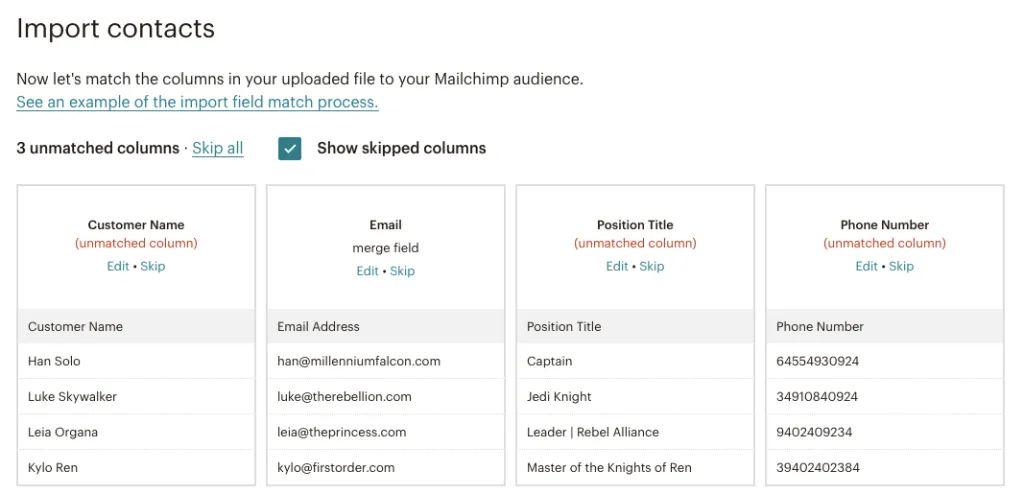 Import contacts
Now let's match the columns in your uploaded file to your Mailchimp audience.
See an example of the import field match process.
3 unmatched columns · Skip all Show skipped columns
Customer Name
(unmatched column)
Edit • Skip
Customer Name
Han Solo
Luke Skywalker
Leia Organa
Kylo Ren
Email
merge field
Edit • Skip
Email Address
han@millenniumfalcon.com
luke@therebellion.com
leia@theprincess.com
kylo@firstorder.com
Position Title
(unmatched column)
Edit • Skip
Position Title
Captain
Jedi Knight
Leader | Rebel Alliance
Master of the Knights of Ren
Phone Number
(unmatched column)
Edit • Skip
Phone Number
64554930924
34910840924
9402409234
39402402384